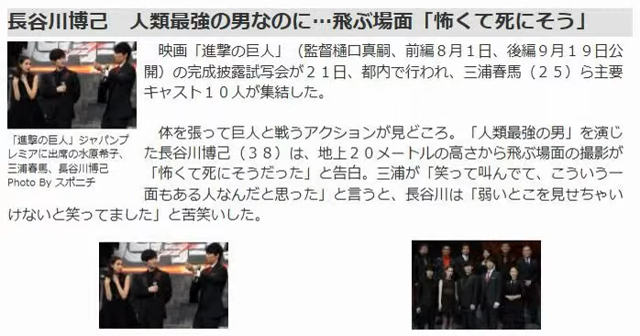 長谷川博己　人類最強の男なのに…飛ぶ場面「怖くて死にそう」
映画「進撃の巨人」（監督樋口真嗣、前編８月１日、後編９月１９日公
開）の完成披露試写会が２１日、都内で行われ、三浦春馬（２５）ら主要
キャスト１０人が集結した。
「進撃の巨人」ジャパンプ
レミアに出席の水原希子、
三浦春馬、長谷川博己
Photo By スポニチ
体を張って巨人と戦うアクションが見どころ。「人類最強の男」を演じ
た長谷川博己（３８）は、地上２０メートルの高さから飛ぶ場面の撮影が
「怖くて死にそうだった」と告白。三浦が「笑って叫んでて、こういう一
面もある人なんだと思った」と言うと、長谷川は「弱いとこを見せちゃい
けないと笑ってました」と苦笑いした。